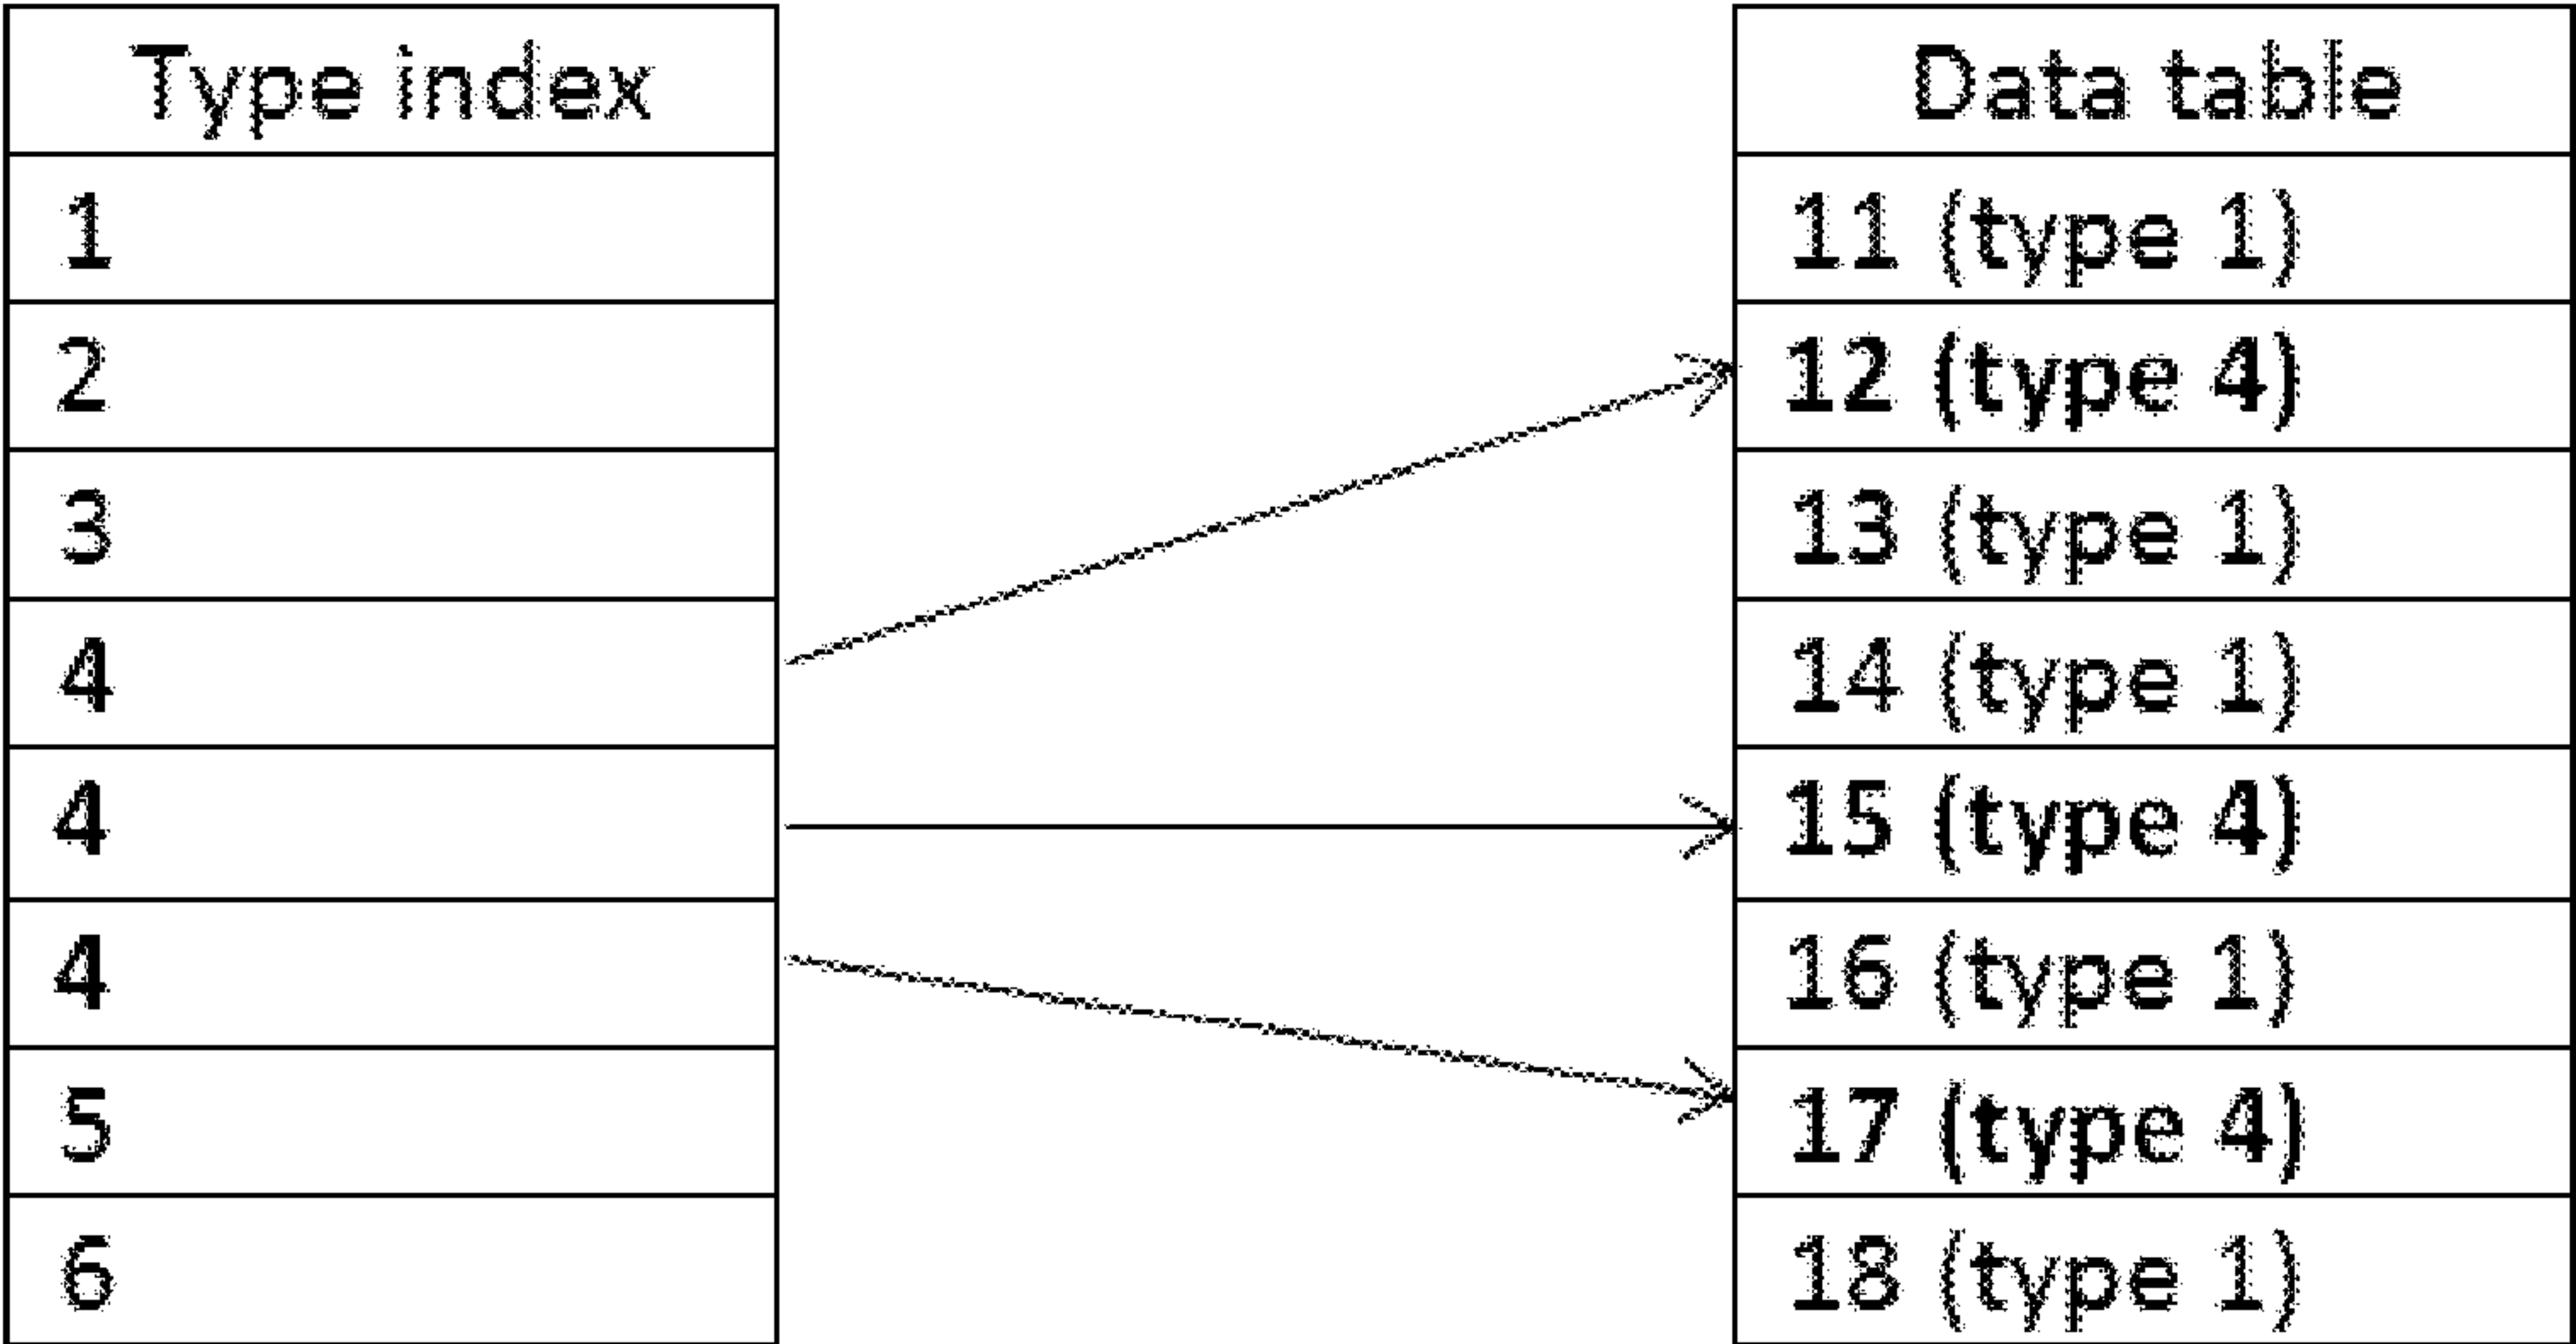 Type index
1
2
3
4
4
4
5
6
Data table
11 (type 1)
12 (type 4)
13 (type 1)
14 (type 1)
15 (type 4)
16 (type 1)
17 (type 4)
18 (type 1)